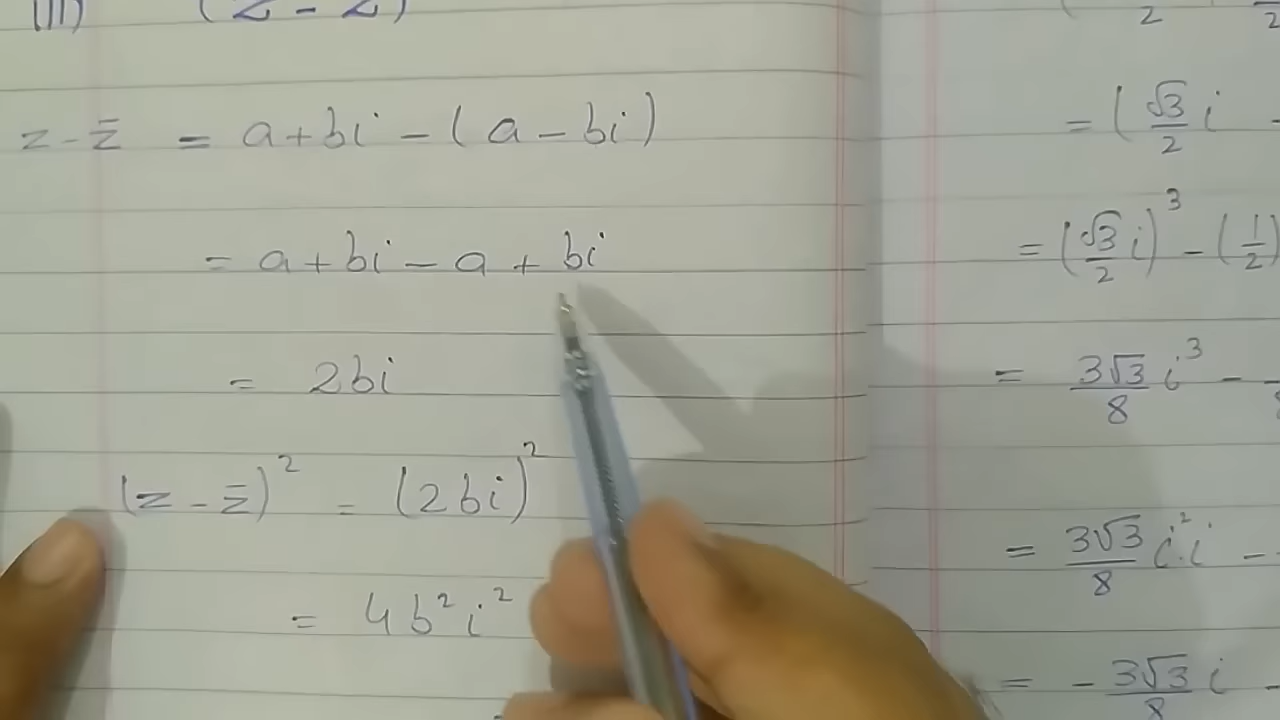 z - z̄ = a + bi - (a - bi)
= a + bi - a + bi
= 2bi
(z - z̄)² = (2bi)²
= 4b²i²
= (√3/2 i -
= (√3/2 i)³ - (1/2)
= 3√3/8 i³ -
= 3√3/8 i².i -
= - 3√3/8 i -